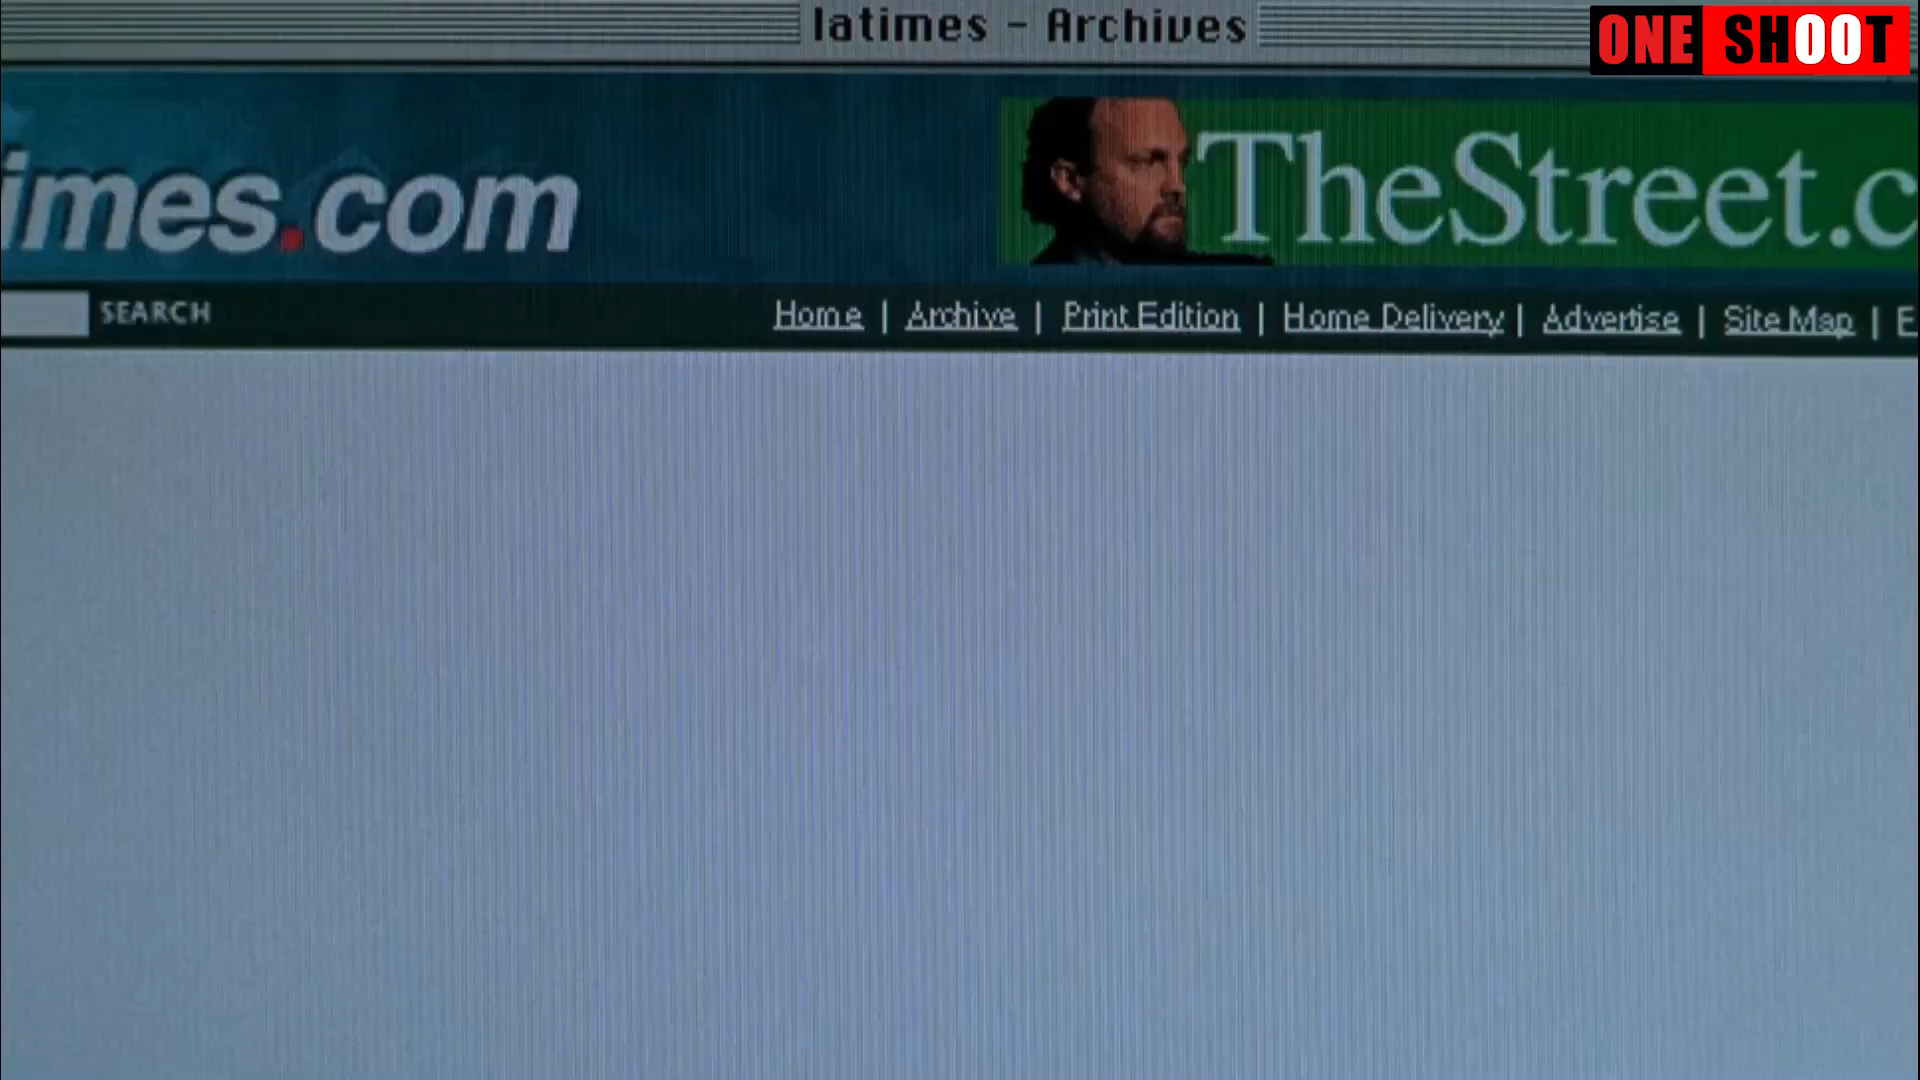 latimes - Archives
ONE SHOOT
imes.com
TheStreet.c
SEARCH
Home | Archive | Print Edition | Home Delivery | Advertise | Site Map | E